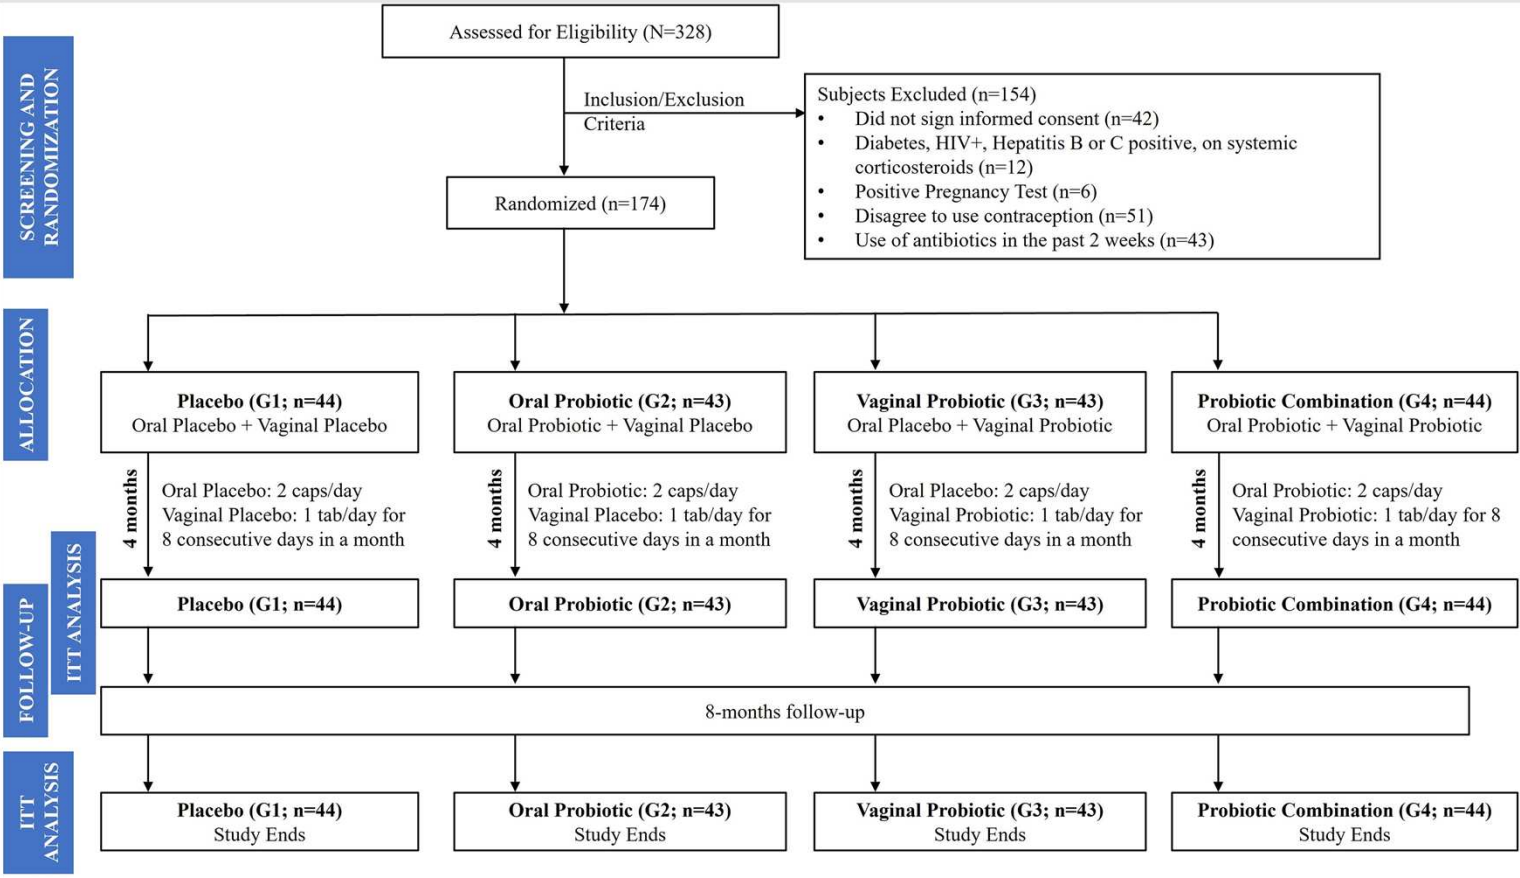 Assessed for Eligibility (N=328)
SCREENING AND
RANDOMIZATION
Inclusion/Exclusion
Criteria
Subjects Excluded (n=154)
• Did not sign informed consent (n=42)
• Diabetes, HIV+, Hepatitis B or C positive, on systemic
corticosteroids (n=12)
• Positive Pregnancy Test (n=6)
• Disagree to use contraception (n=51)
• Use of antibiotics in the past 2 weeks (n=43)
Randomized (n=174)
ALLOCATION
Placebo (G1; n=44)
Oral Placebo + Vaginal Placebo
Oral Probiotic (G2; n=43)
Oral Probiotic + Vaginal Placebo
Vaginal Probiotic (G3; n=43)
Oral Placebo + Vaginal Probiotic
Probiotic Combination (G4; n=44)
Oral Probiotic + Vaginal Probiotic
4 months
Oral Placebo: 2 caps/day
Vaginal Placebo: 1 tab/day for
8 consecutive days in a month
4 months
Oral Probiotic: 2 caps/day
Vaginal Placebo: 1 tab/day for
8 consecutive days in a month
4 months
Oral Placebo: 2 caps/day
Vaginal Probiotic: 1 tab/day for
8 consecutive days in a month
4 months
Oral Probiotic: 2 caps/day
Vaginal Probiotic: 1 tab/day for 8
consecutive days in a month
FOLLOW-UP
ITT ANALYSIS
Placebo (G1; n=44)
Oral Probiotic (G2; n=43)
Vaginal Probiotic (G3; n=43)
Probiotic Combination (G4; n=44)
8-months follow-up
ITT
ANALYSIS
Placebo (G1; n=44)
Study Ends
Oral Probiotic (G2; n=43)
Study Ends
Vaginal Probiotic (G3; n=43)
Study Ends
Probiotic Combination (G4; n=44)
Study Ends